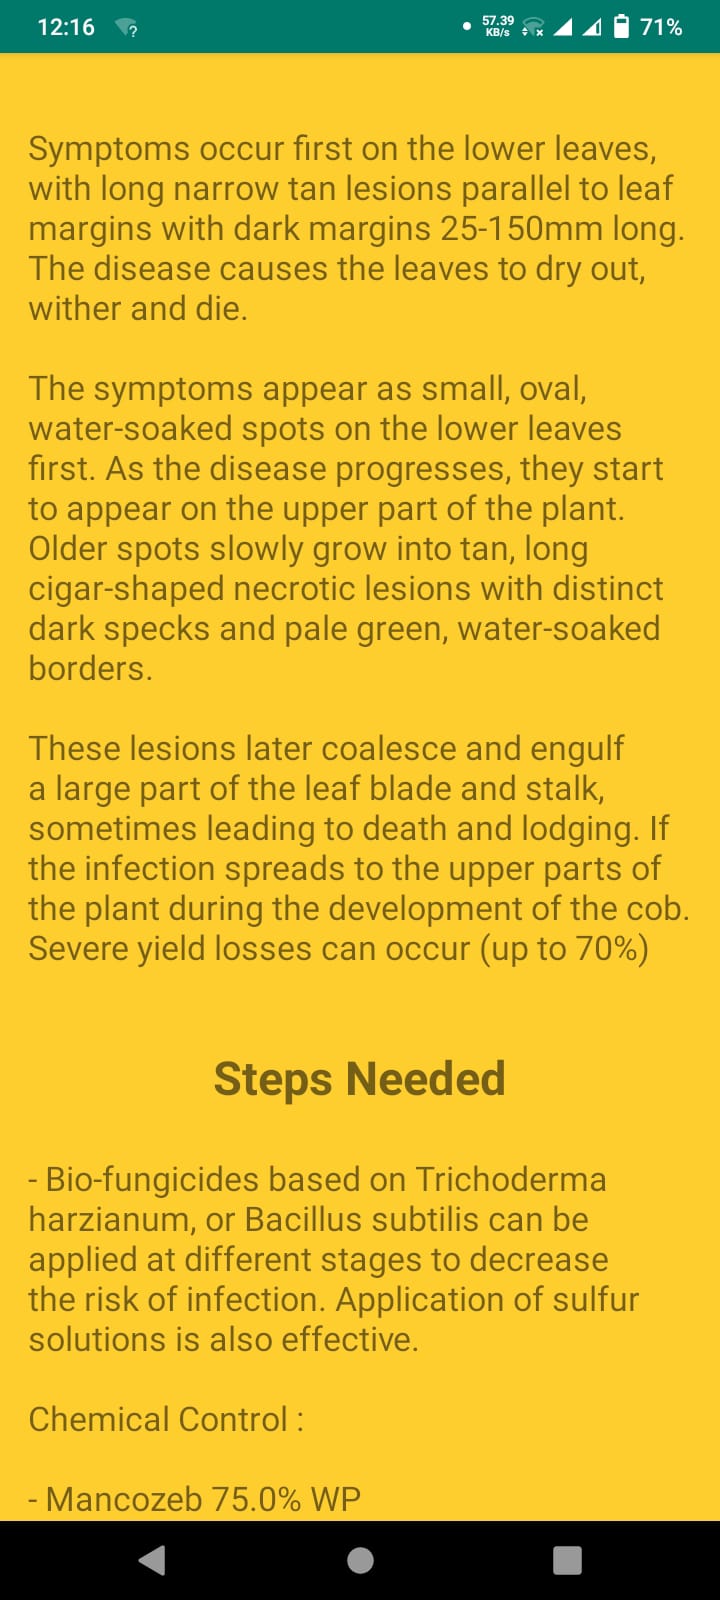 12:16
57.39
KB/s
71%
Symptoms occur first on the lower leaves,
with long narrow tan lesions parallel to leaf
margins with dark margins 25-150mm long.
The disease causes the leaves to dry out,
wither and die.
The symptoms appear as small, oval,
water-soaked spots on the lower leaves
first. As the disease progresses, they start
to appear on the upper part of the plant.
Older spots slowly grow into tan, long
cigar-shaped necrotic lesions with distinct
dark specks and pale green, water-soaked
borders.
These lesions later coalesce and engulf
a large part of the leaf blade and stalk,
sometimes leading to death and lodging. If
the infection spreads to the upper parts of
the plant during the development of the cob.
Severe yield losses can occur (up to 70%)
Steps Needed
- Bio-fungicides based on Trichoderma
harzianum, or Bacillus subtilis can be
applied at different stages to decrease
the risk of infection. Application of sulfur
solutions is also effective.
Chemical Control :
- Mancozeb 75.0% WP